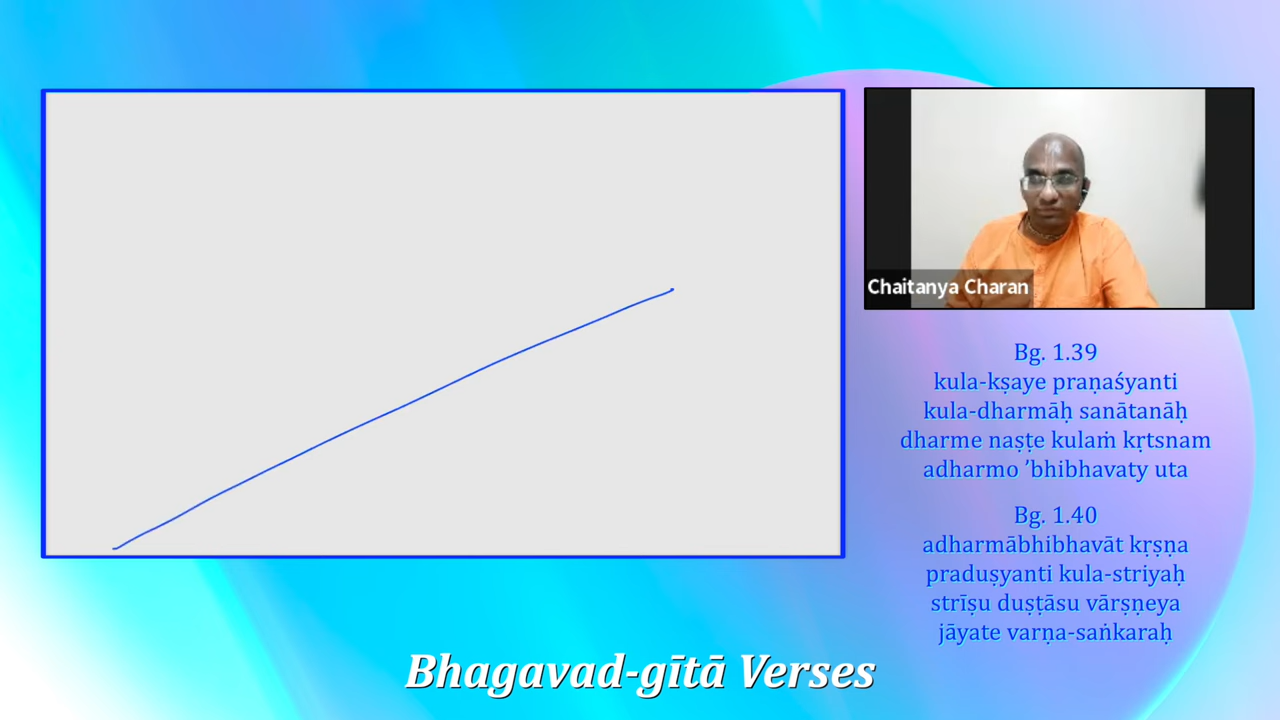 Chaitanya Charan
Bg. 1.39
kula-kṣaye praṇaśyanti
kula-dharmāḥ sanātanāḥ
dharme naṣṭe kulaṁ kṛtsnam
adharmo ’bhibhavaty uta
Bg. 1.40
adharmābhibhavāt kṛṣṇa
praduṣyanti kula-striyaḥ
strīṣu duṣṭāsu vārṣṇeya
jāyate varṇa-saṅkaraḥ
Bhagavad-gītā Verses